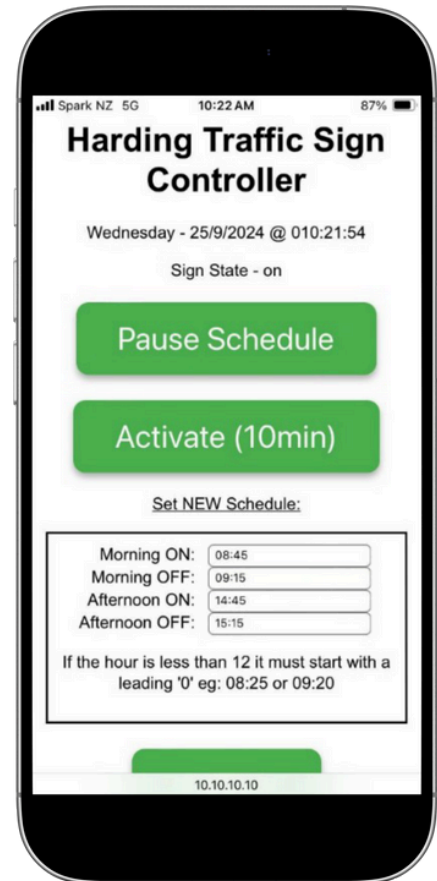 Spark NZ 5G 10:22 AM 87%
Harding Traffic Sign
Controller
Wednesday - 25/9/2024 @ 010:21:54
Sign State - on
Pause Schedule
Activate (10min)
Set NEW Schedule:
Morning ON: 08:45
Morning OFF: 09:15
Afternoon ON: 14:45
Afternoon OFF: 15:15
If the hour is less than 12 it must start with a
leading '0' eg: 08:25 or 09:20
10.10.10.10